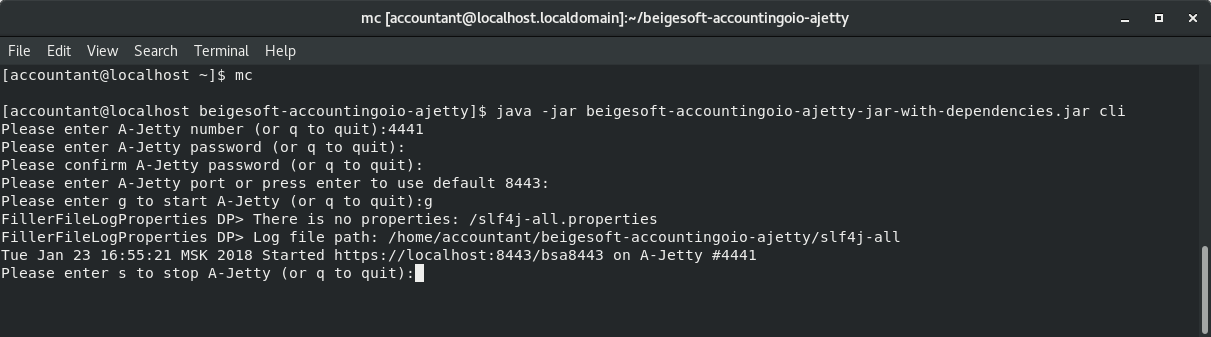 mc [accountant@localhost.localdomain]:~/beigesoft-accountingoio-ajetty
File Edit View Search Terminal Help
[accountant@localhost ~]$ mc
[accountant@localhost beigesoft-accountingoio-ajetty]$ java -jar beigesoft-accountingoio-ajetty-jar-with-dependencies.jar cli
Please enter A-Jetty number (or q to quit):4441
Please enter A-Jetty password (or q to quit):
Please confirm A-Jetty password (or q to quit):
Please enter A-Jetty port or press enter to use default 8443:
Please enter g to start A-Jetty (or q to quit):g
FillerFileLogProperties DP> There is no properties: /slf4j-all.properties
FillerFileLogProperties DP> Log file path: /home/accountant/beigesoft-accountingoio-ajetty/slf4j-all
Tue Jan 23 16:55:21 MSK 2018 Started https://localhost:8443/bsa8443 on A-Jetty #4441
Please enter s to stop A-Jetty (or q to quit):